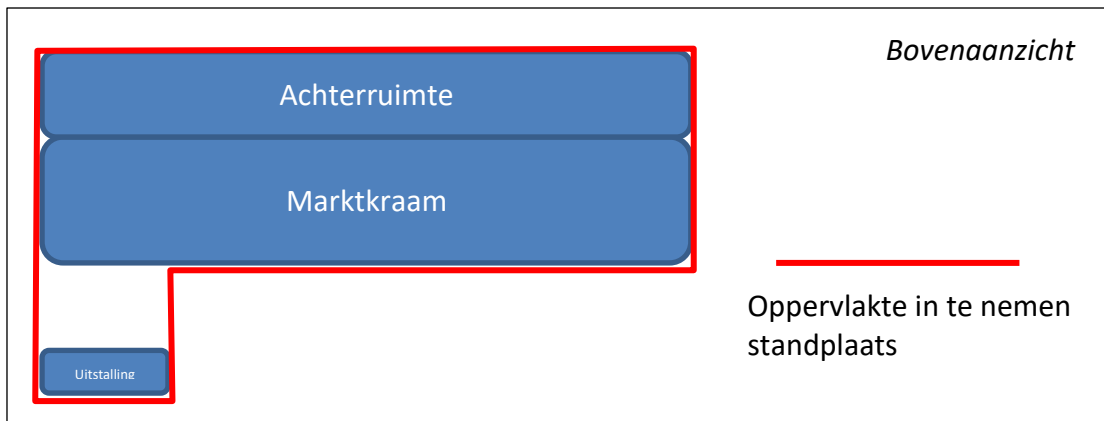 Bovenaanzicht
Achterruimte
Marktkraam
Oppervlakte in te nemen
standplaats
Uitstalling